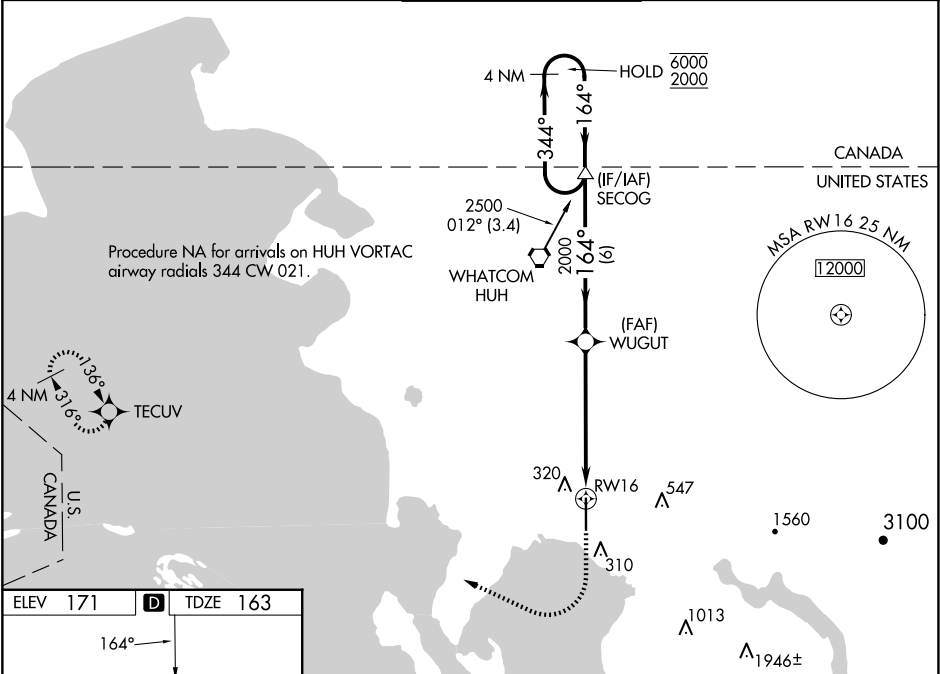 4 NM
HOLD
6000
2000
164°
344°
CANADA
UNITED STATES
(IF/IAF)
SECOG
2500
012° (3.4)
2000
164°
(6)
WHATCOM
HUH
Procedure NA for arrivals on HUH VORTAC
airway radials 344 CW 021.
MSA RW16 25 NM
12000
(FAF)
WUGUT
136°
4 NM
316°
TECUV
U.S.
CANADA
320
RW16
547
1560
3100
310
1013
1946±
ELEV 171
D
TDZE 163
164°